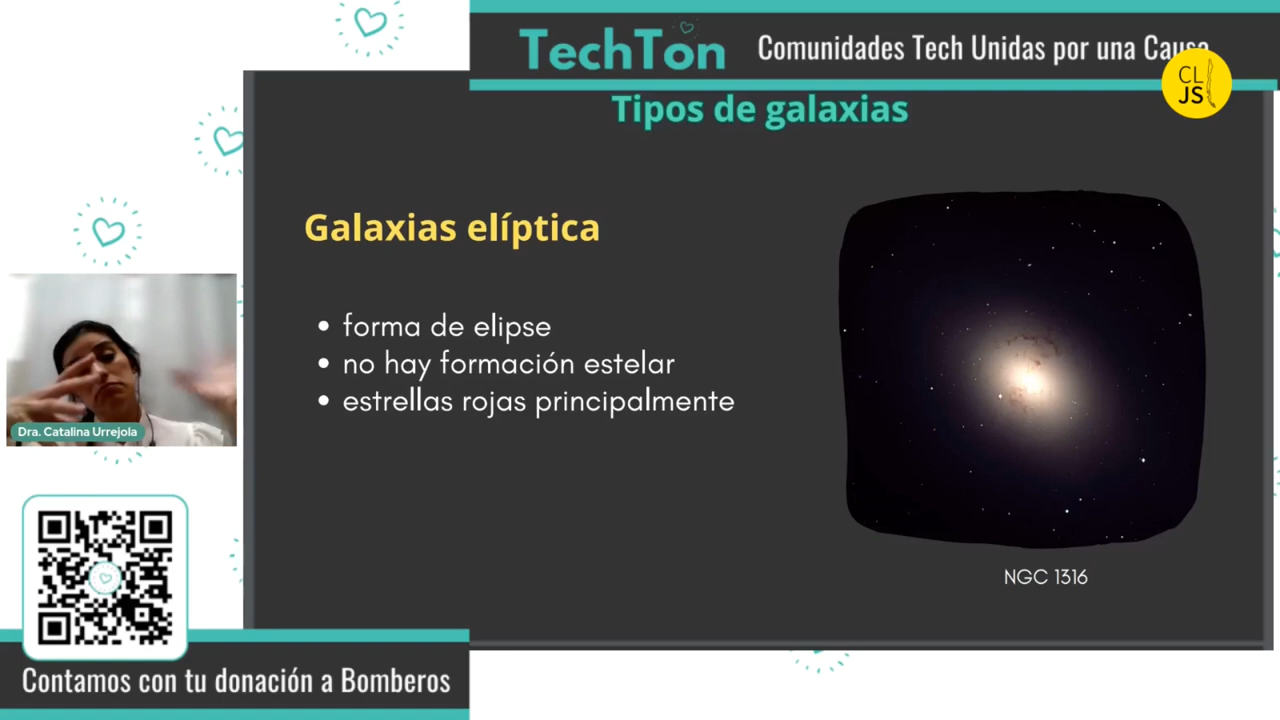 TechTon
Comunidades Tech Unidas por una Causa
CL
JS
Tipos de galaxias
Galaxias elíptica
• forma de elipse
• no hay formación estelar
• estrellas rojas principalmente
NGC 1316
Dra. Catalina Urrejola
Contamos con tu donación a Bomberos